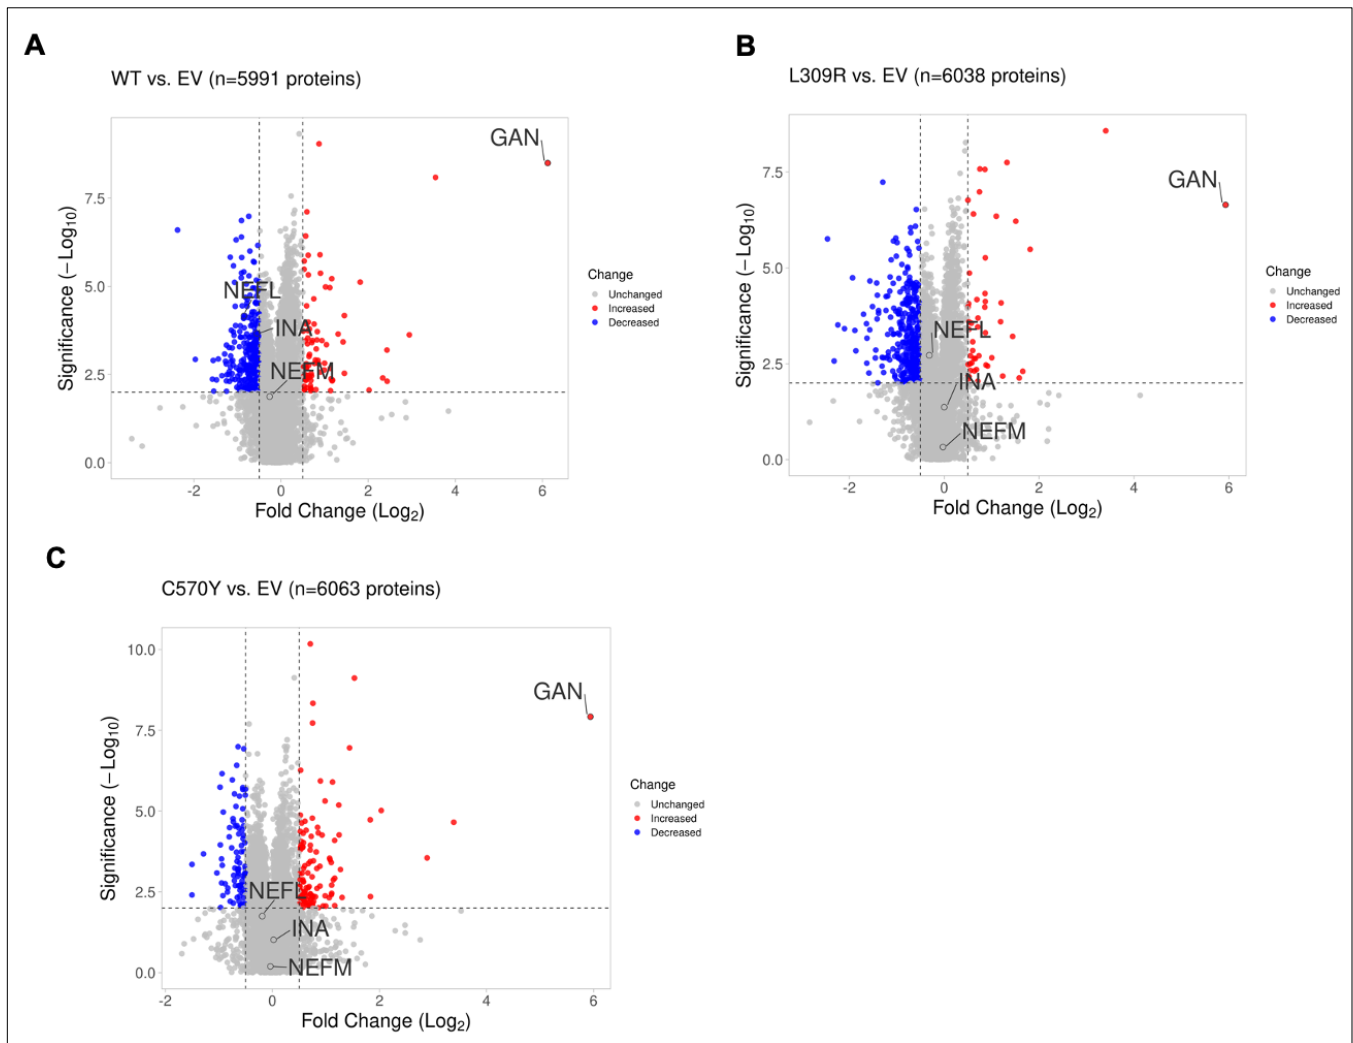 A
WT vs. EV (n=5991 proteins)
GAN
7.5
5.0
2.5
0.0
NEFL
INA
NEFM
Significance (−Log10)
-2 0 2 4 6
Fold Change (Log2)
Change
Unchanged
Increased
Decreased
B
L309R vs. EV (n=6038 proteins)
GAN
7.5
5.0
2.5
0.0
NEFL
INA
NEFM
Significance (−Log10)
-2 0 2 4 6
Fold Change (Log2)
Change
Unchanged
Increased
Decreased
C
C570Y vs. EV (n=6063 proteins)
GAN
10.0
7.5
5.0
2.5
0.0
NEFL
INA
NEFM
Significance (−Log10)
-2 0 2 4 6
Fold Change (Log2)
Change
Unchanged
Increased
Decreased